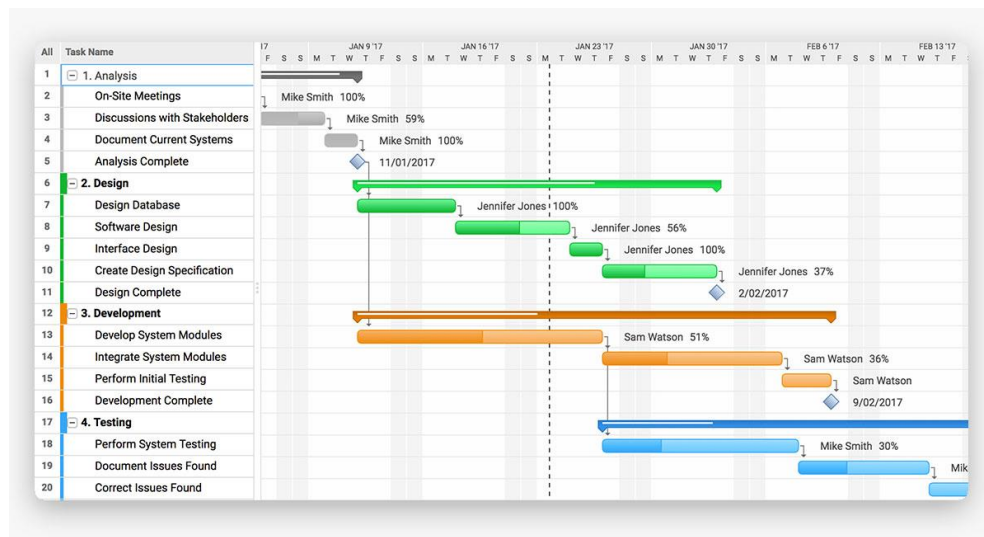 All Task Name 17 JAN 9 '17 JAN 16 '17 JAN 23 '17 JAN 30 '17 FEB 6 '17 FEB 13 '17
F S S M T W T F S S M T W T F S S M T W T F S S M T W T F S S M T W T F S S M T W T F
1 1. Analysis
2 On-Site Meetings Mike Smith 100%
3 Discussions with Stakeholders Mike Smith 59%
4 Document Current Systems Mike Smith 100%
5 Analysis Complete 11/01/2017
6 2. Design
7 Design Database Jennifer Jones 100%
8 Software Design Jennifer Jones 56%
9 Interface Design Jennifer Jones 100%
10 Create Design Specification Jennifer Jones 37%
11 Design Complete 2/02/2017
12 3. Development
13 Develop System Modules Sam Watson 51%
14 Integrate System Modules Sam Watson 36%
15 Perform Initial Testing Sam Watson
16 Development Complete 9/02/2017
17 4. Testing
18 Perform System Testing Mike Smith 30%
19 Document Issues Found Mik
20 Correct Issues Found